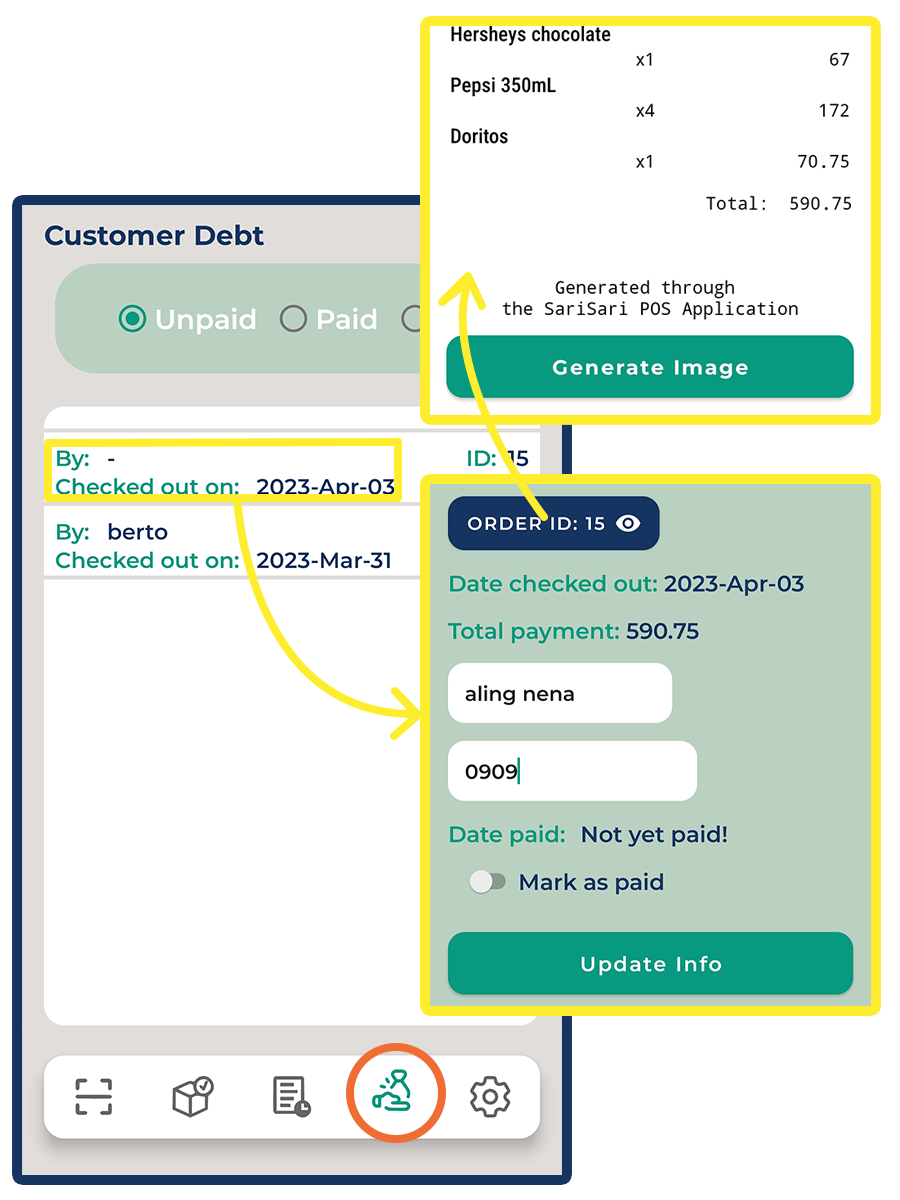 Hersheys chocolate
x1 67
Pepsi 350mL
x4 172
Doritos
x1 70.75
Total: 590.75
Generated through
the SariSari POS Application
Generate Image
Customer Debt
Unpaid Paid
By: - ID: 15
Checked out on: 2023-Apr-03
By: berto
Checked out on: 2023-Mar-31
ORDER ID: 15
Date checked out: 2023-Apr-03
Total payment: 590.75
aling nena
0909
Date paid: Not yet paid!
Mark as paid
Update Info